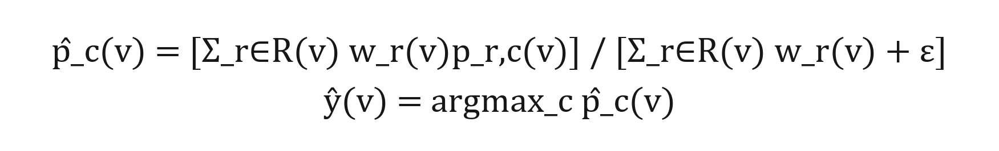 p̂_c(v) = [Σ_r∈R(v) w_r(v)p_r,c(v)] / [Σ_r∈R(v) w_r(v) + ε]
ŷ(v) = argmax_c p̂_c(v)